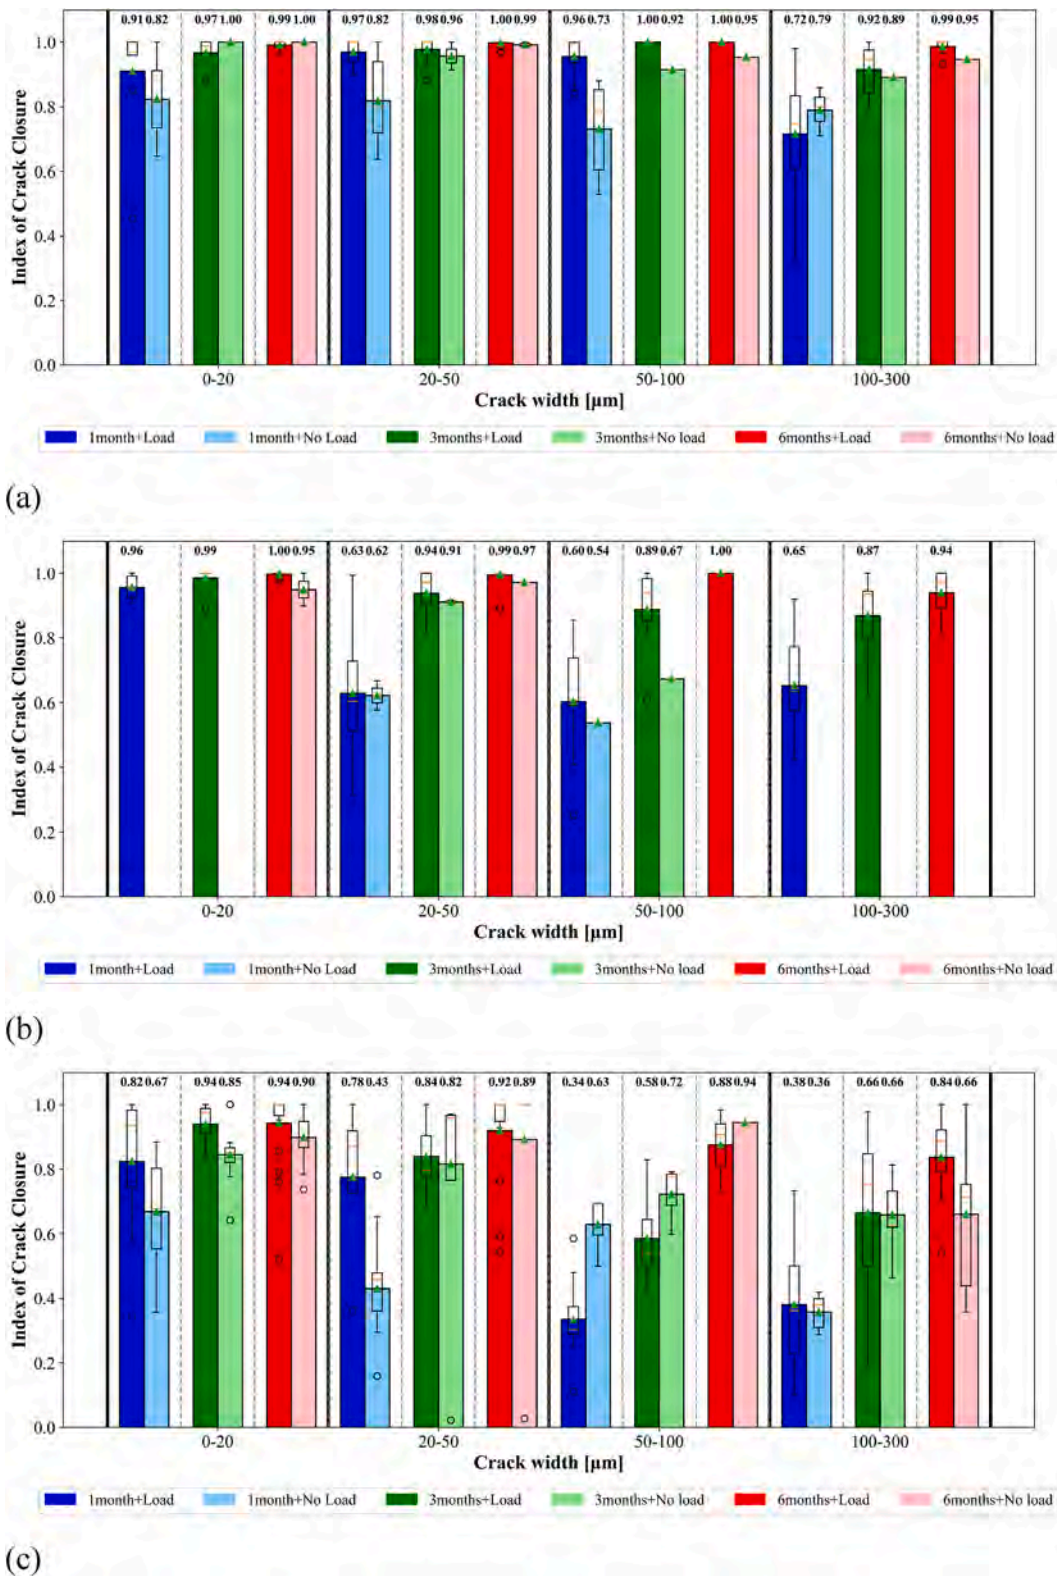 0.91 0.82 0.97 1.00 0.99 1.00 0.97 0.82 0.98 0.96 1.00 0.99 0.96 0.73 1.00 0.92 1.00 0.95 0.72 0.79 0.92 0.89 0.99 0.95
1.0
0.8
0.6
0.4
0.2
0.0
Index of Crack Closure
0-20 20-50 50-100 100-300
Crack width [µm]
1month+Load 1month+No Load 3months+Load 3months+No load 6months+Load 6months+No load
(a)
0.96 0.99 1.00 0.95 0.63 0.62 0.94 0.91 0.99 0.97 0.60 0.54 0.89 0.67 1.00 0.65 0.87 0.94
1.0
0.8
0.6
0.4
0.2
0.0
Index of Crack Closure
0-20 20-50 50-100 100-300
Crack width [µm]
1month+Load 1month+No Load 3months+Load 3months+No load 6months+Load 6months+No load
(b)
0.82 0.67 0.94 0.85 0.94 0.90 0.78 0.43 0.84 0.82 0.92 0.89 0.34 0.63 0.58 0.72 0.88 0.94 0.38 0.36 0.66 0.66 0.84 0.66
1.0
0.8
0.6
0.4
0.2
0.0
Index of Crack Closure
0-20 20-50 50-100 100-300
Crack width [µm]
1month+Load 1month+No Load 3months+Load 3months+No load 6months+Load 6months+No load
(c)